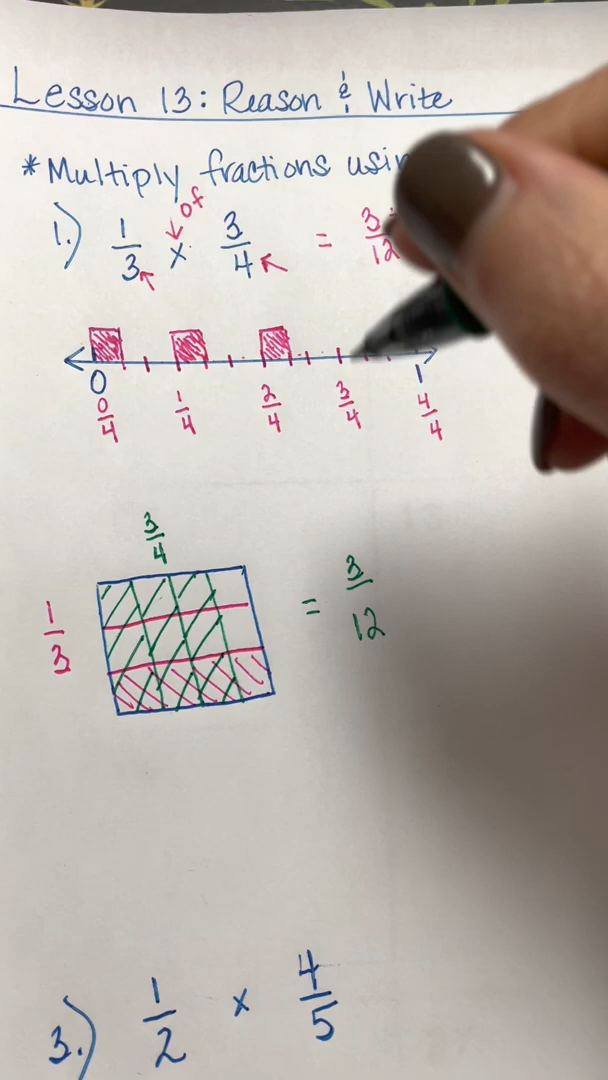 Lesson 13: Reason & Write
* Multiply fractions
of
1.) 1/3 x 3/4 = 3/12
0 1
0/4 1/4 2/4 3/4 4/4
3/4
1/3 = 3/12
3.) 1/2 x 4/5